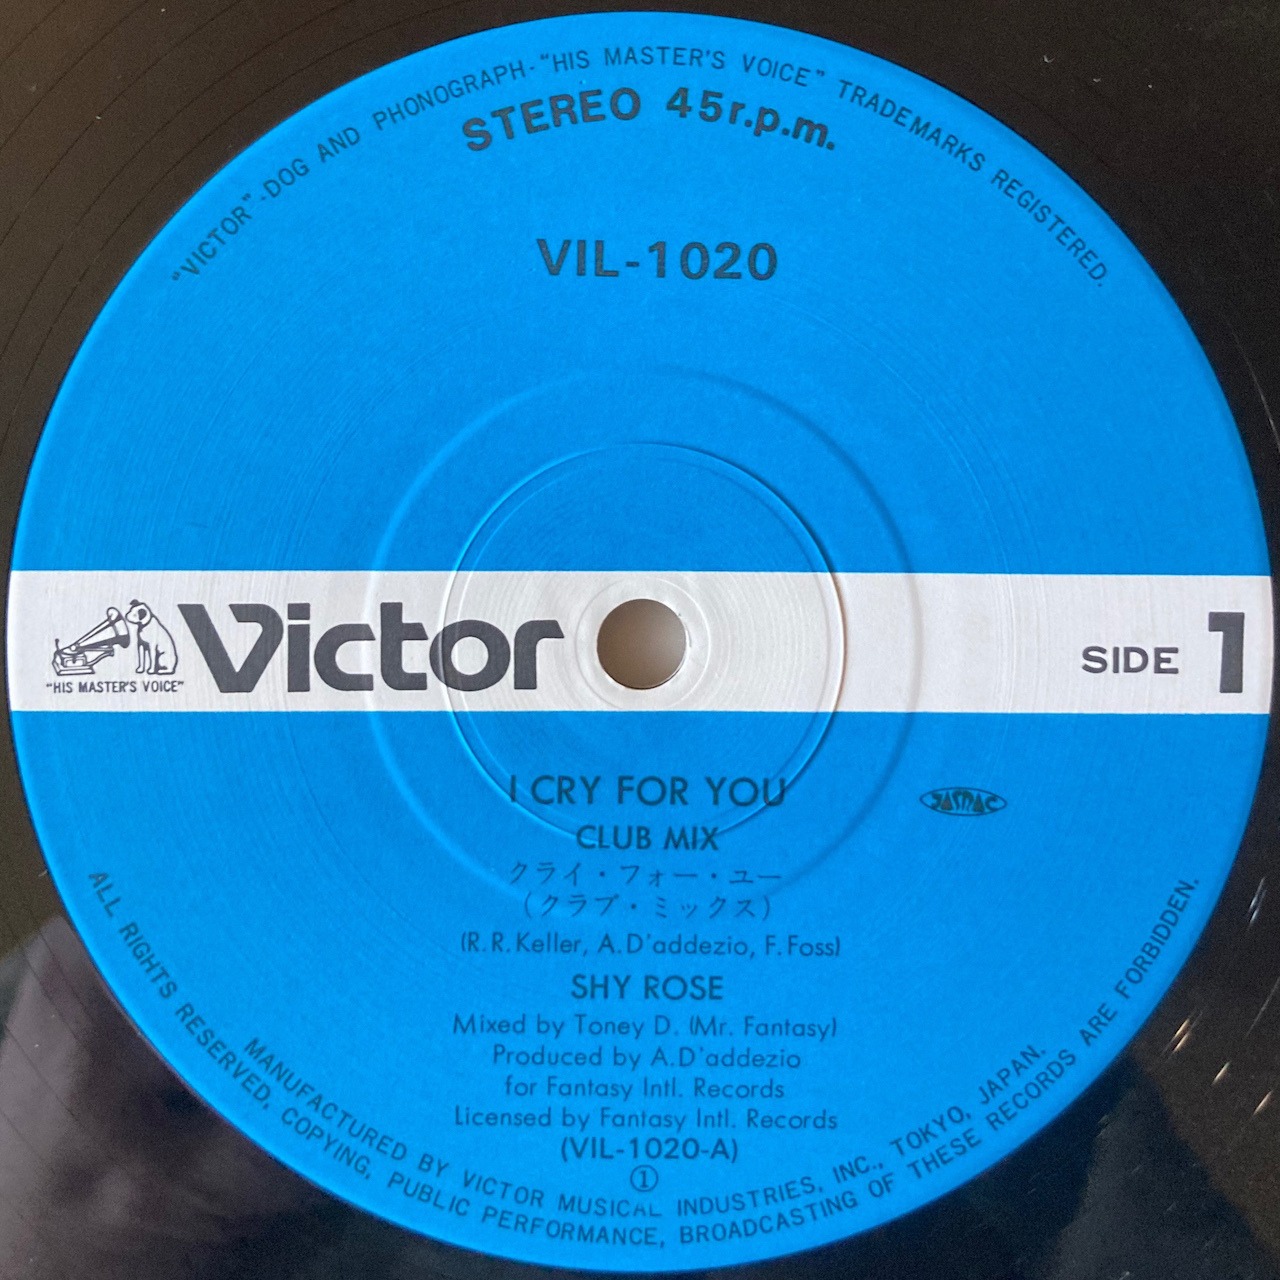 "VICTOR"-DOG AND PHONOGRAPH-"HIS MASTER'S VOICE" TRADEMARKS REGISTERED.
STEREO 45r.p.m.
VIL-1020
"HIS MASTER'S VOICE"
Victor
SIDE 1
I CRY FOR YOU
JASRAC
CLUB MIX
クライ・フォー・ユー
(クラブ・ミックス)
(R.R.Keller, A.D'addezio, F.Foss)
SHY ROSE
Mixed by Toney D. (Mr. Fantasy)
Produced by A.D'addezio
for Fantasy Intl. Records
Licensed by Fantasy Intl. Records
(VIL-1020-A)
①
MANUFACTURED BY VICTOR MUSICAL INDUSTRIES, INC., TOKYO, JAPAN.
ALL RIGHTS RESERVED, COPYING, PUBLIC PERFORMANCE, BROADCASTING OF THESE RECORDS ARE FORBIDDEN.